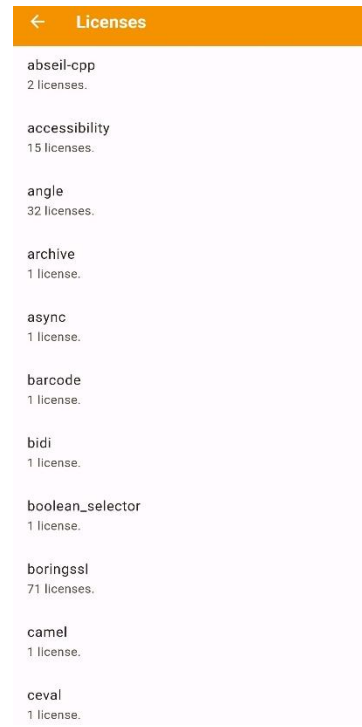 Licenses
abseil-cpp
2 licenses.
accessibility
15 licenses.
angle
32 licenses.
archive
1 license.
async
1 license.
barcode
1 license.
bidi
1 license.
boolean_selector
1 license.
boringssl
71 licenses.
camel
1 license.
ceval
1 license.